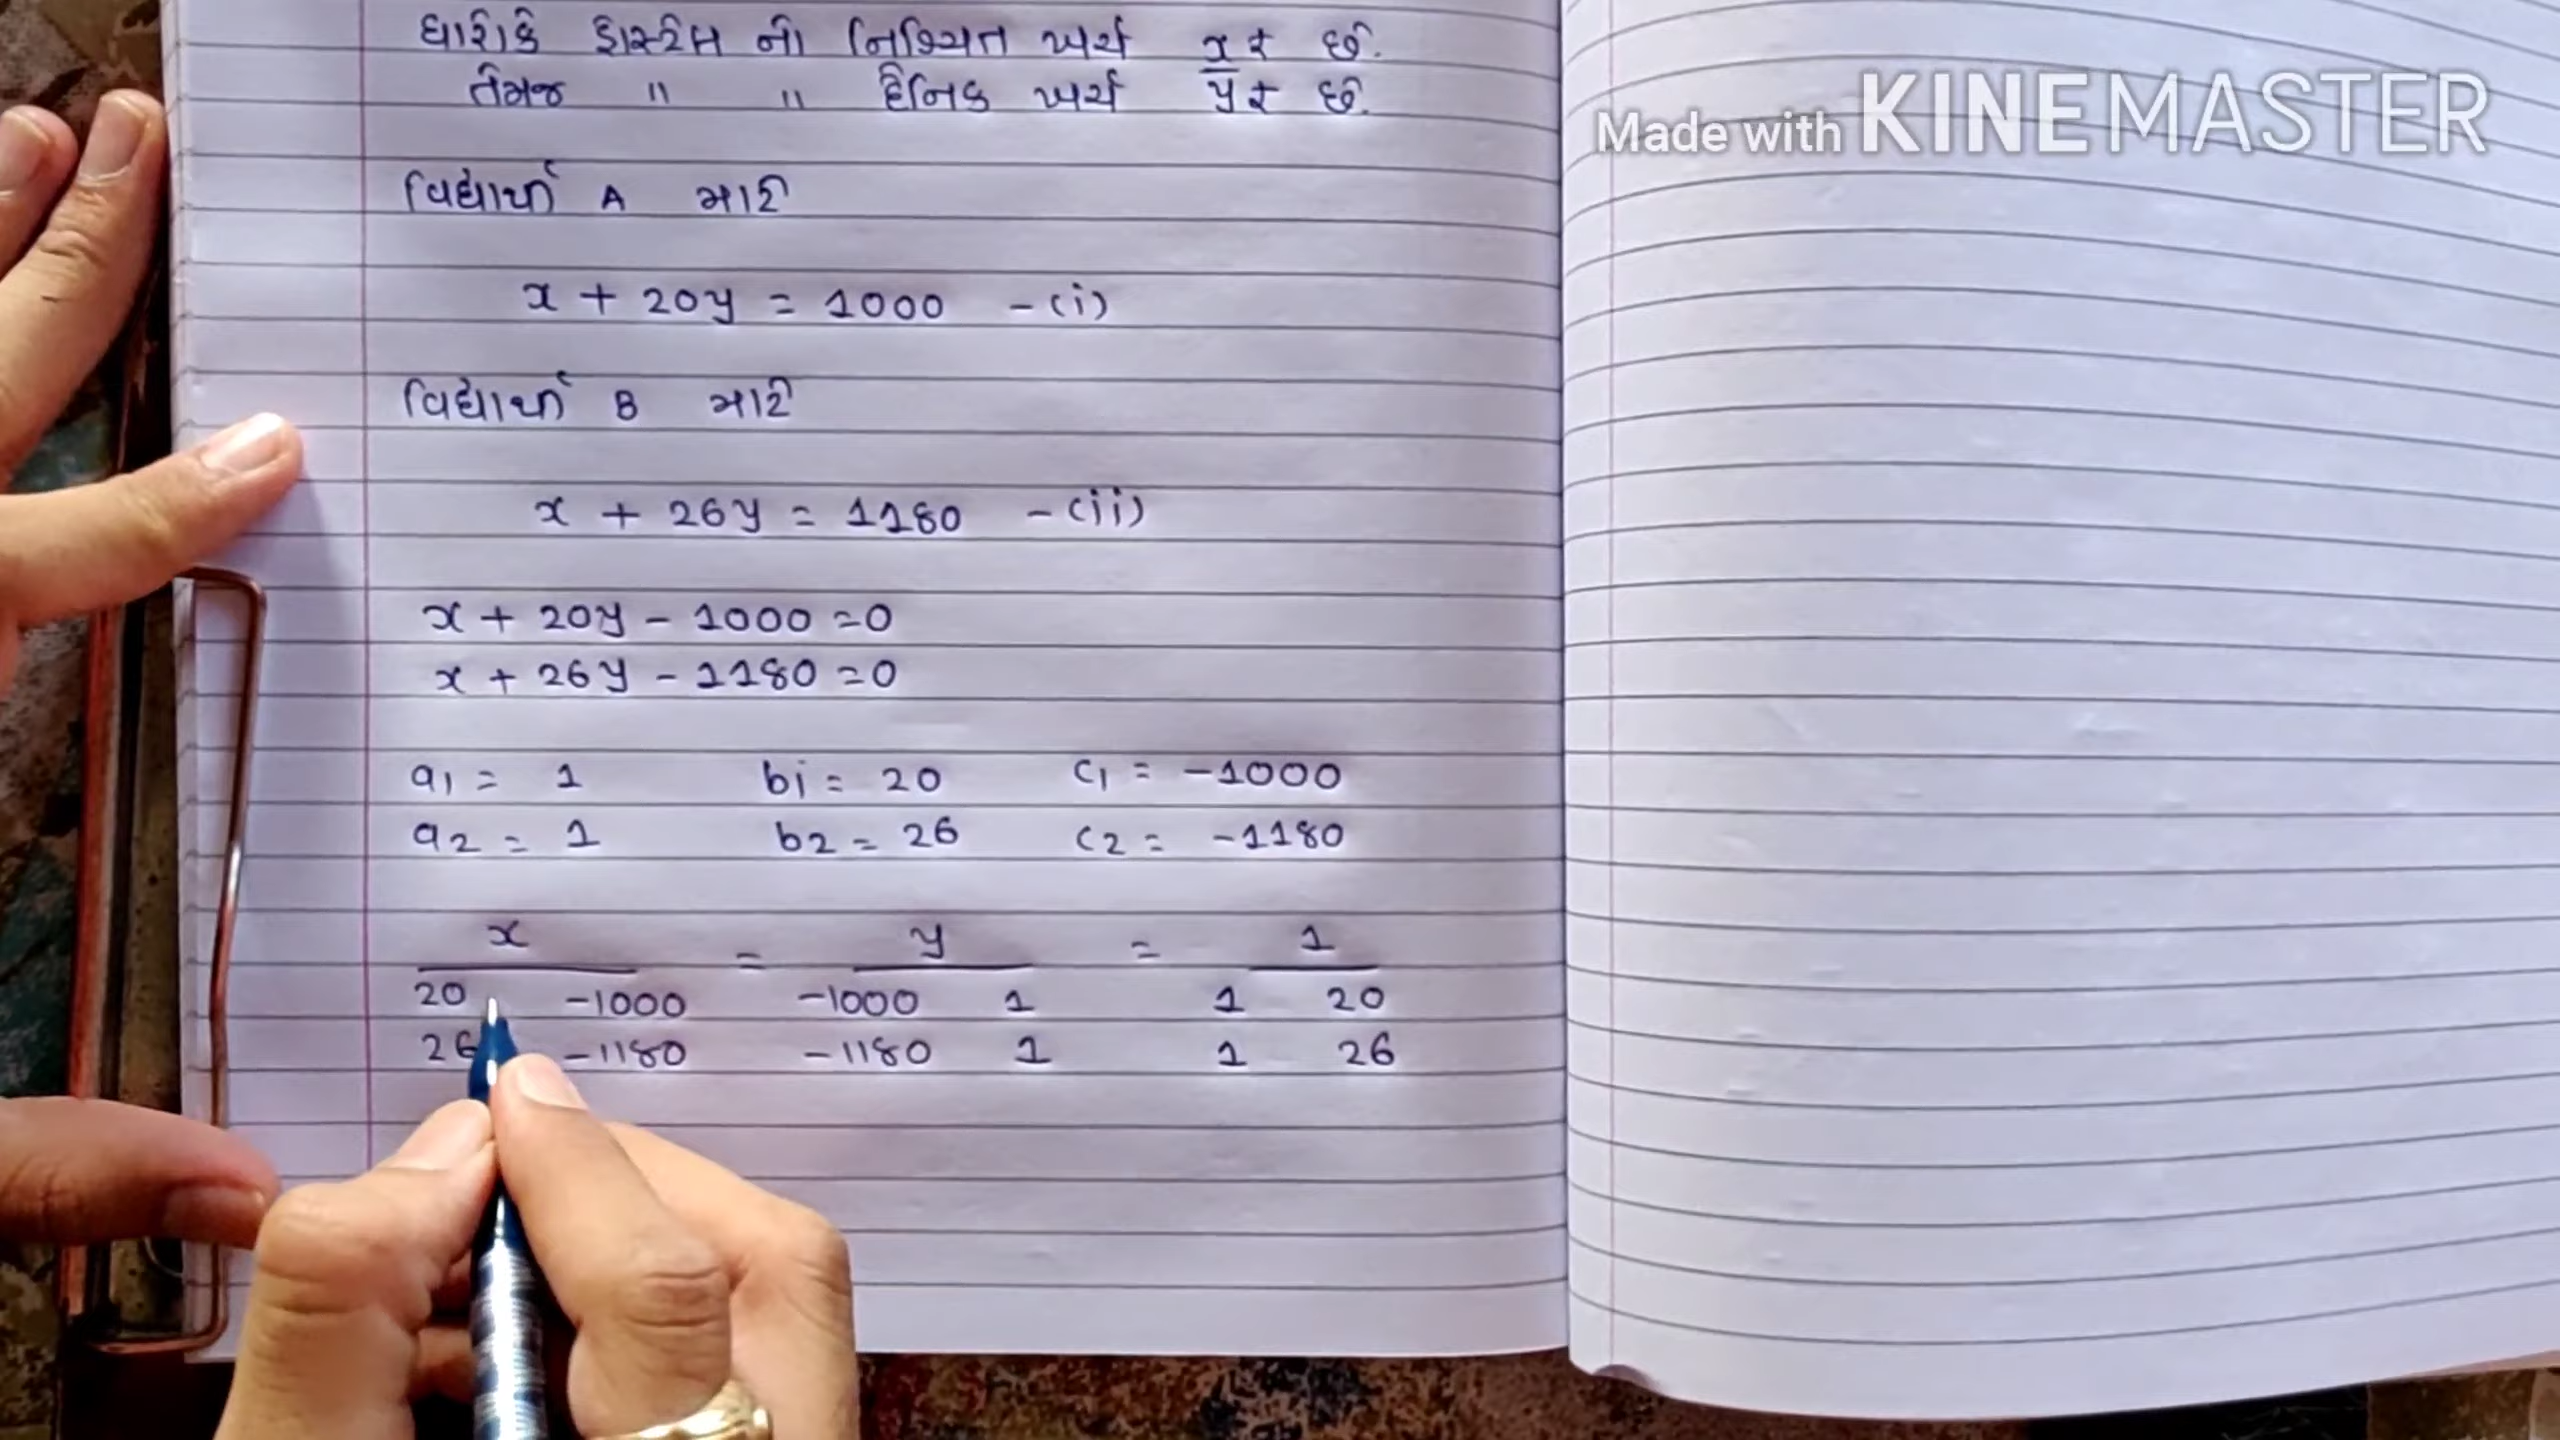 ધારોકે હોસ્ટેલ નો નિશ્ચિત ખર્ચ x ₹ છે.
તેમજ " " દૈનિક ખર્ચ y ₹ છે.
Made with KINEMASTER
વિદ્યાર્થી A માટે
x + 20y = 1000 -(i)
વિદ્યાર્થી B માટે
x + 26y = 1180 -(ii)
x + 20y - 1000 = 0
x + 26y - 1180 = 0
a1 = 1 b1 = 20 c1 = -1000
a2 = 1 b2 = 26 c2 = -1180
x = y = 1
20 -1000 -1000 1 1 20
26 -1180 -1180 1 1 26